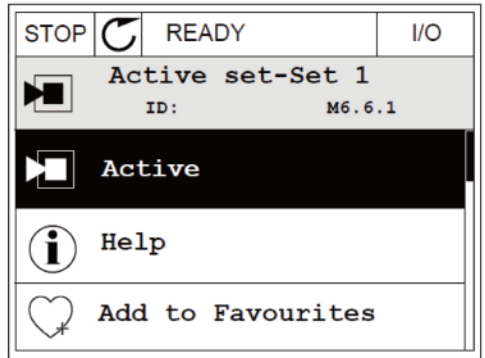 STOP READY I/O
Active set-Set 1
ID: M6.6.1
Active
Help
Add to Favourites